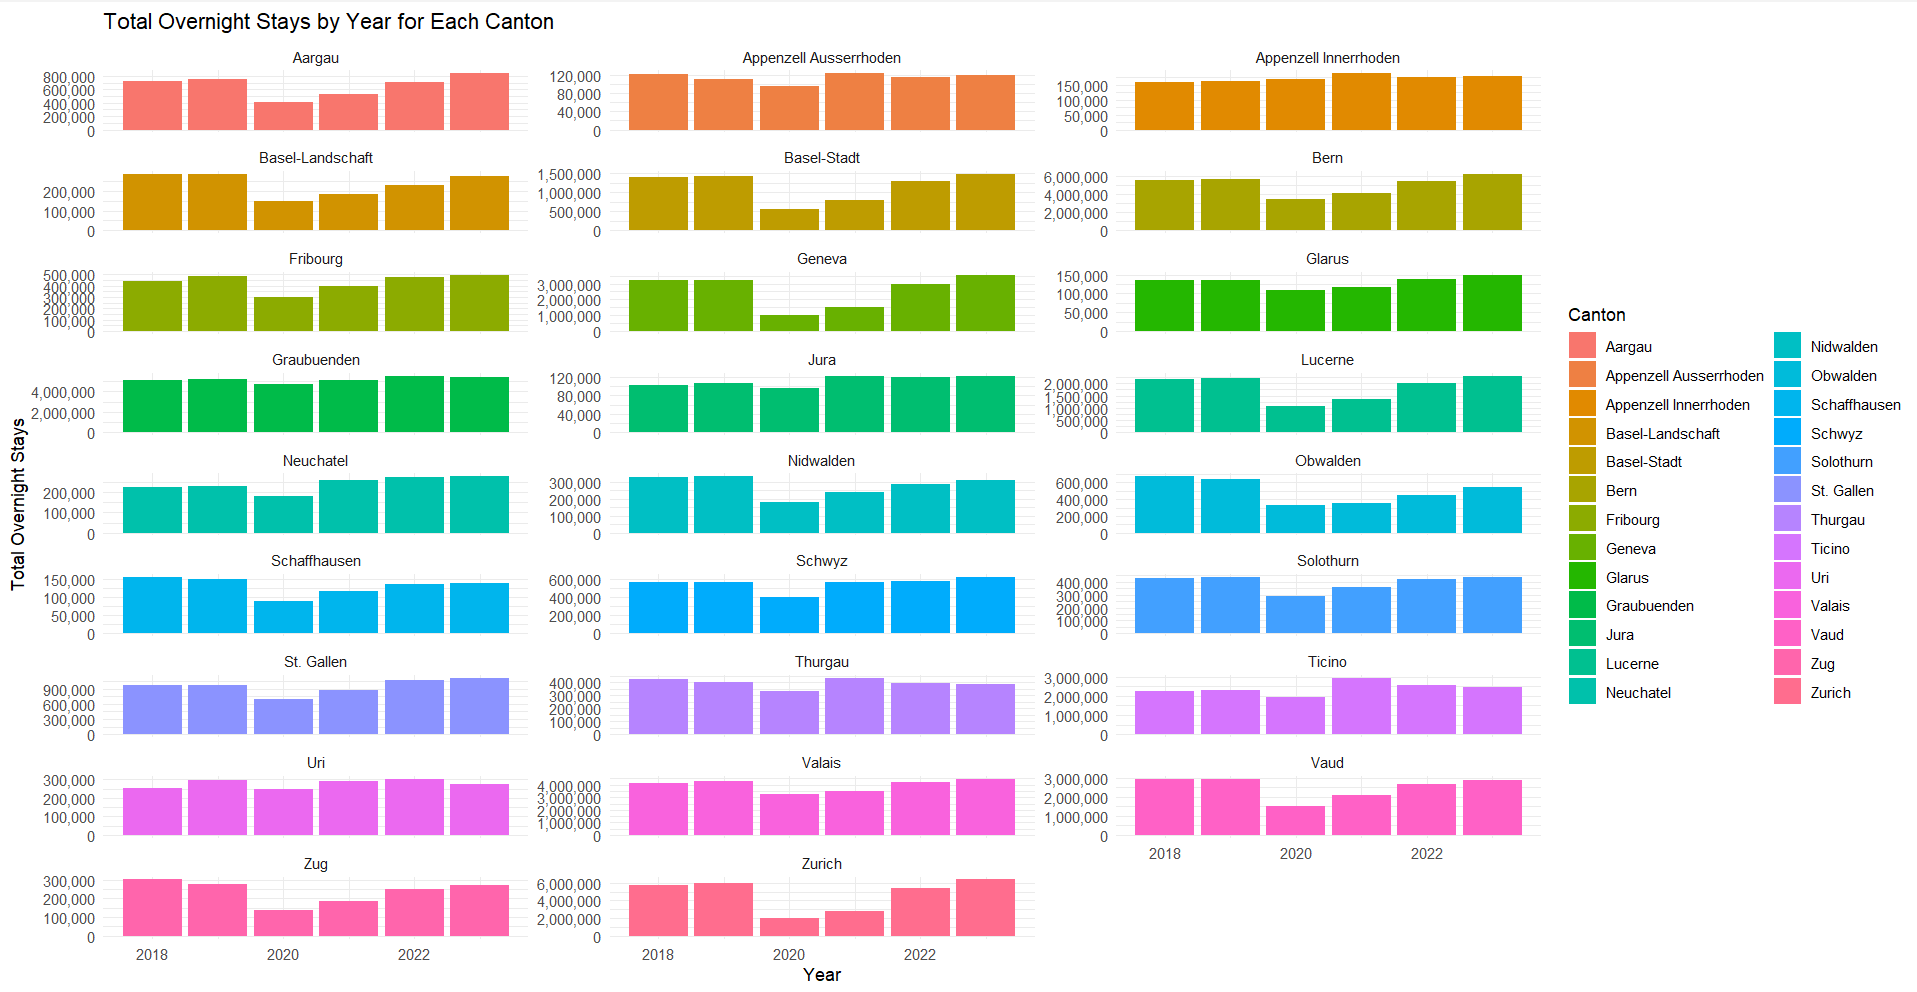 Total Overnight Stays by Year for Each Canton
Aargau
800,000
600,000
400,000
200,000
0
Appenzell Ausserrhoden
120,000
80,000
40,000
0
Appenzell Innerrhoden
150,000
100,000
50,000
0
Basel-Landschaft
200,000
100,000
0
Basel-Stadt
1,500,000
1,000,000
500,000
0
Bern
6,000,000
4,000,000
2,000,000
0
Fribourg
500,000
400,000
300,000
200,000
100,000
0
Geneva
3,000,000
2,000,000
1,000,000
0
Glarus
150,000
100,000
50,000
0
Graubuenden
4,000,000
2,000,000
0
Jura
120,000
80,000
40,000
0
Lucerne
2,000,000
1,500,000
1,000,000
500,000
0
Neuchatel
200,000
100,000
0
Nidwalden
300,000
200,000
100,000
0
Obwalden
600,000
400,000
200,000
0
Schaffhausen
150,000
100,000
50,000
0
Schwyz
600,000
400,000
200,000
0
Solothurn
400,000
300,000
200,000
100,000
0
St. Gallen
900,000
600,000
300,000
0
Thurgau
400,000
300,000
200,000
100,000
0
Ticino
3,000,000
2,000,000
1,000,000
0
Uri
300,000
200,000
100,000
0
Valais
4,000,000
3,000,000
2,000,000
1,000,000
0
Vaud
3,000,000
2,000,000
1,000,000
0
2018
2020
2022
Zug
300,000
200,000
100,000
0
2018
2020
2022
Zurich
6,000,000
4,000,000
2,000,000
0
2018
2020
2022
Year
Total Overnight Stays
Canton
Aargau
Appenzell Ausserrhoden
Appenzell Innerrhoden
Basel-Landschaft
Basel-Stadt
Bern
Fribourg
Geneva
Glarus
Graubuenden
Jura
Lucerne
Neuchatel
Nidwalden
Obwalden
Schaffhausen
Schwyz
Solothurn
St. Gallen
Thurgau
Ticino
Uri
Valais
Vaud
Zug
Zurich